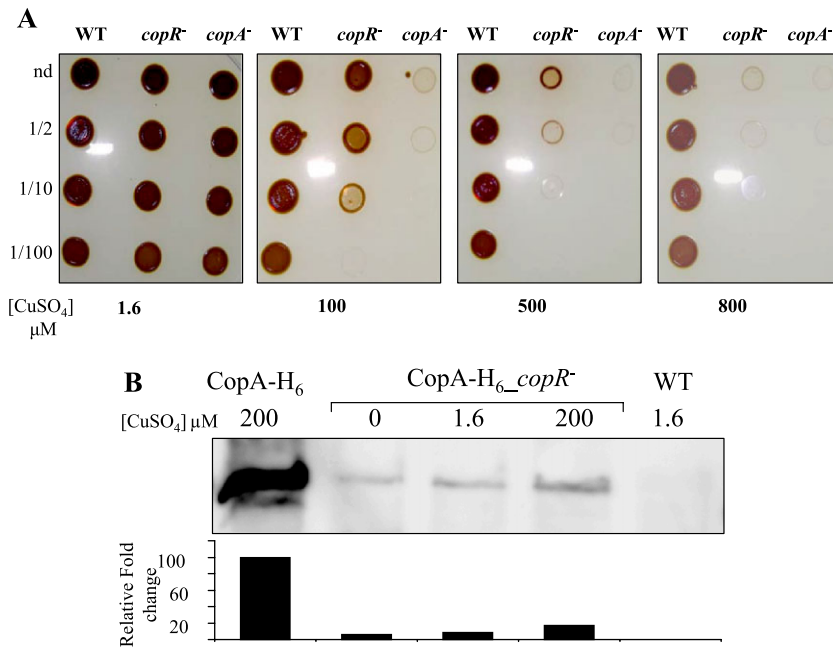 A
WT copR- copA- WT copR- copA- WT copR- copA- WT copR- copA-
nd
1/2
1/10
1/100
[CuSO4] μM 1.6 100 500 800
B
CopA-H6 CopA-H6_copR- WT
[CuSO4] μM 200 0 1.6 200 1.6
Relative Fold change
100
60
20